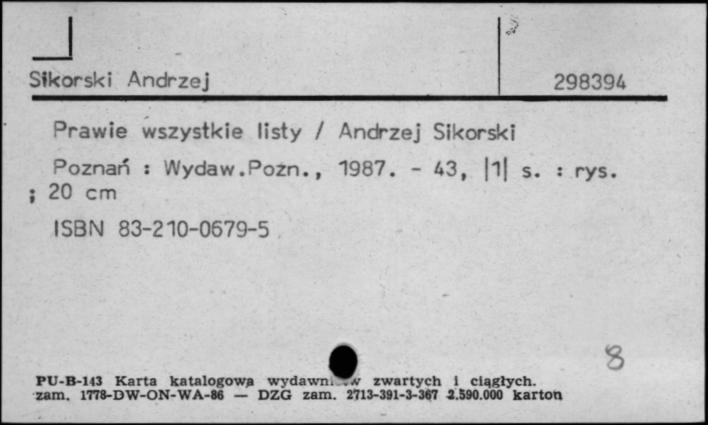 Sikorski Andrzej 298394
Prawie wszystkie listy / Andrzej Sikorski
Poznań : Wydaw.Pozn., 1987. - 43, |1| s. : rys.
; 20 cm
ISBN 83-210-0679-5
8
PU-B-143 Karta katalogowa zwartych i ciągłych.
zam. 1778-DW-ON-WA-86 — DZG zam. 2713-391-3-367 2.590.000 karton